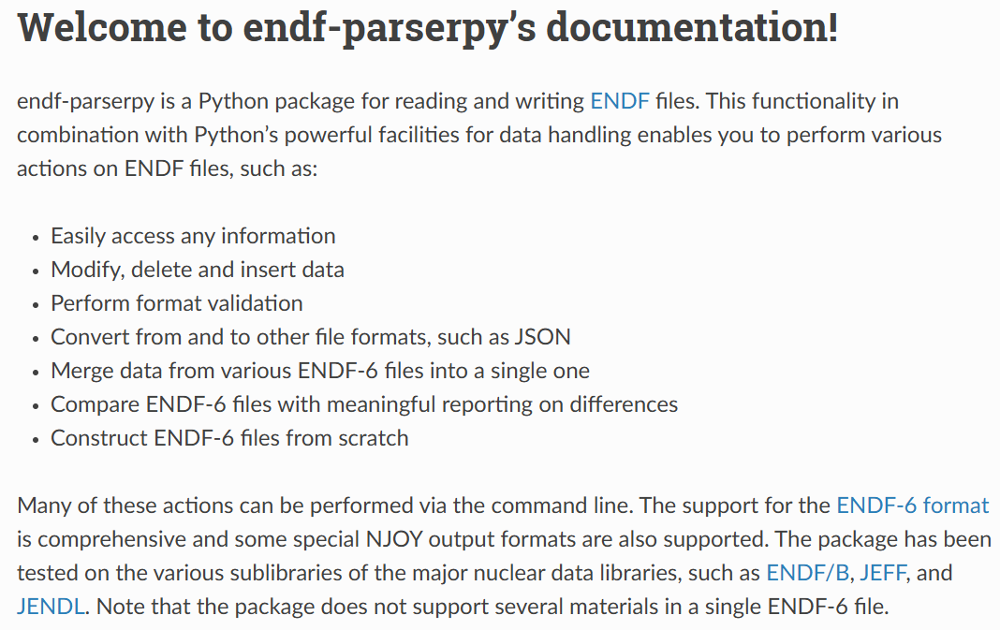 Welcome to endf-parserpy’s documentation!
endf-parserpy is a Python package for reading and writing ENDF files. This functionality in
combination with Python’s powerful facilities for data handling enables you to perform various
actions on ENDF files, such as:
• Easily access any information
• Modify, delete and insert data
• Perform format validation
• Convert from and to other file formats, such as JSON
• Merge data from various ENDF-6 files into a single one
• Compare ENDF-6 files with meaningful reporting on differences
• Construct ENDF-6 files from scratch
Many of these actions can be performed via the command line. The support for the ENDF-6 format
is comprehensive and some special NJOY output formats are also supported. The package has been
tested on the various sublibraries of the major nuclear data libraries, such as ENDF/B, JEFF, and
JENDL. Note that the package does not support several materials in a single ENDF-6 file.